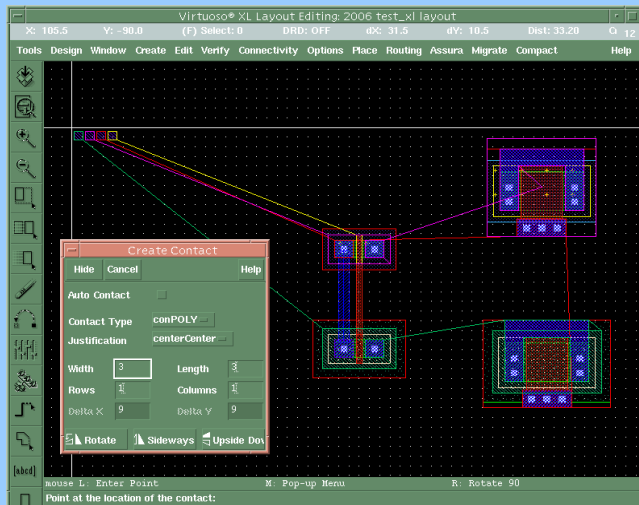 Virtuoso® XL Layout Editing: 2006 test_xl layout
X: 105.5 Y: -90.0 (F) Select: 0 DRD: OFF dX: 31.5 dY: 10.5 Dist: 33.20 12
Tools Design Window Create Edit Verify Connectivity Options Place Routing Assura Migrate Compact Help
Create Contact
Hide Cancel Help
Auto Contact
Contact Type conPOLY
Justification centerCenter
Width 3 Length 3
Rows 1 Columns 1
Delta X 9 Delta Y 9
Rotate Sideways Upside Dov
[abcd]
mouse L: Enter Point M: Pop-up Menu R: Rotate 90
Point at the location of the contact: